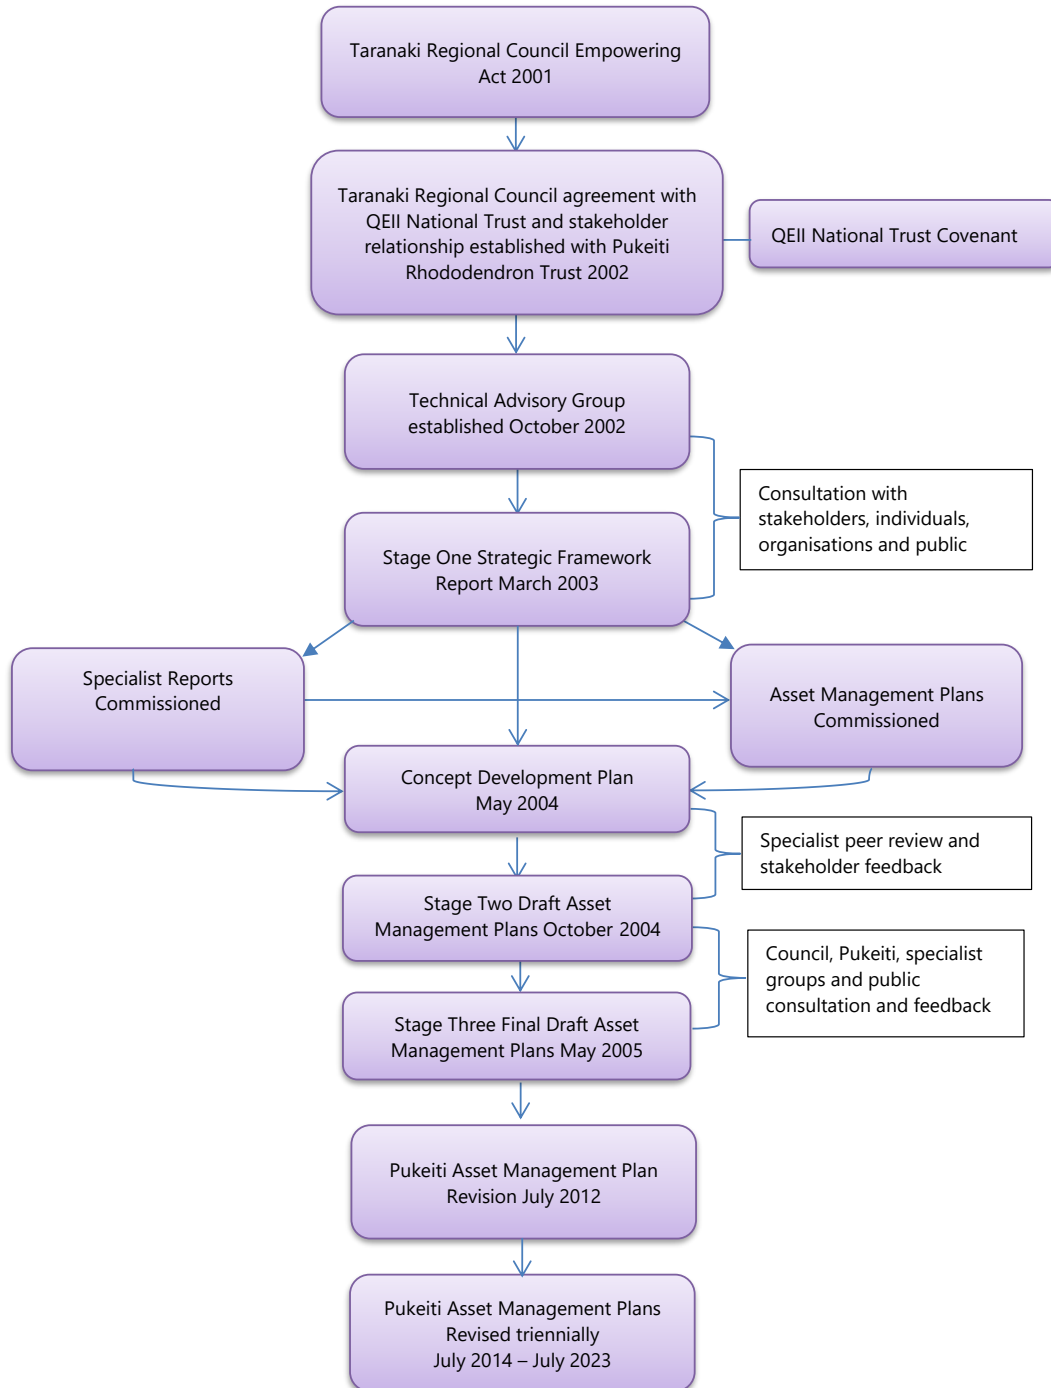 Taranaki Regional Council Empowering
Act 2001
Taranaki Regional Council agreement with
QEII National Trust and stakeholder
relationship established with Pukeiti
Rhododendron Trust 2002
QEII National Trust Covenant
Technical Advisory Group
established October 2002
Consultation with
stakeholders, individuals,
organisations and public
Stage One Strategic Framework
Report March 2003
Specialist Reports
Commissioned
Asset Management Plans
Commissioned
Concept Development Plan
May 2004
Specialist peer review and
stakeholder feedback
Stage Two Draft Asset
Management Plans October 2004
Council, Pukeiti, specialist
groups and public
consultation and feedback
Stage Three Final Draft Asset
Management Plans May 2005
Pukeiti Asset Management Plan
Revision July 2012
Pukeiti Asset Management Plans
Revised triennially
July 2014 – July 2023